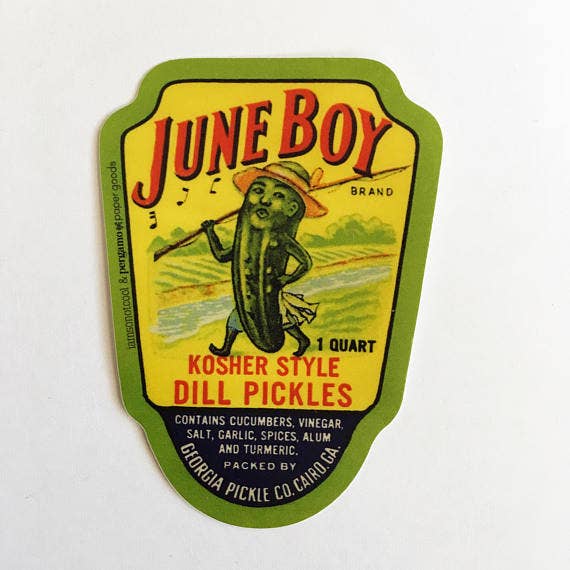 JUNE BOY
BRAND
1 QUART
KOSHER STYLE
DILL PICKLES
CONTAINS CUCUMBERS, VINEGAR,
SALT, GARLIC, SPICES, ALUM
AND TURMERIC.
PACKED BY
GEORGIA PICKLE CO. CAIRO, GA.
iamsonotcool & pergamo paper goods